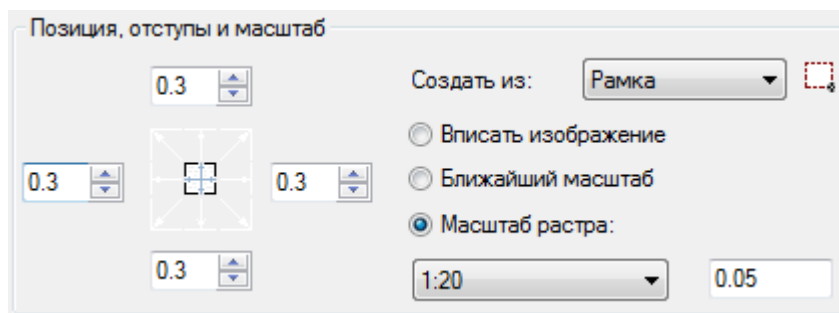 Позиция, отступы и масштаб
0.3
Создать из: Рамка
Вписать изображение
0.3
0.3
Ближайший масштаб
Масштаб растра:
0.3
1:20
0.05